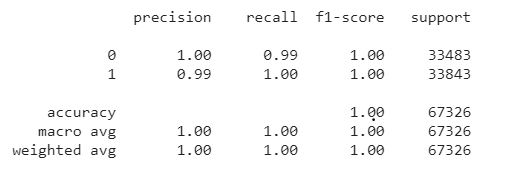 precision recall f1-score support
0 1.00 0.99 1.00 33483
1 0.99 1.00 1.00 33843
accuracy 1.00 67326
macro avg 1.00 1.00 1.00 67326
weighted avg 1.00 1.00 1.00 67326